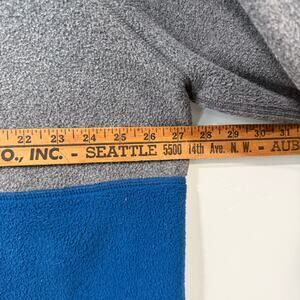 22 23 24 25 26 27 28 29 30 31
O., INC. - SEATTLE 5500 14th Ave. N. W. - AUB